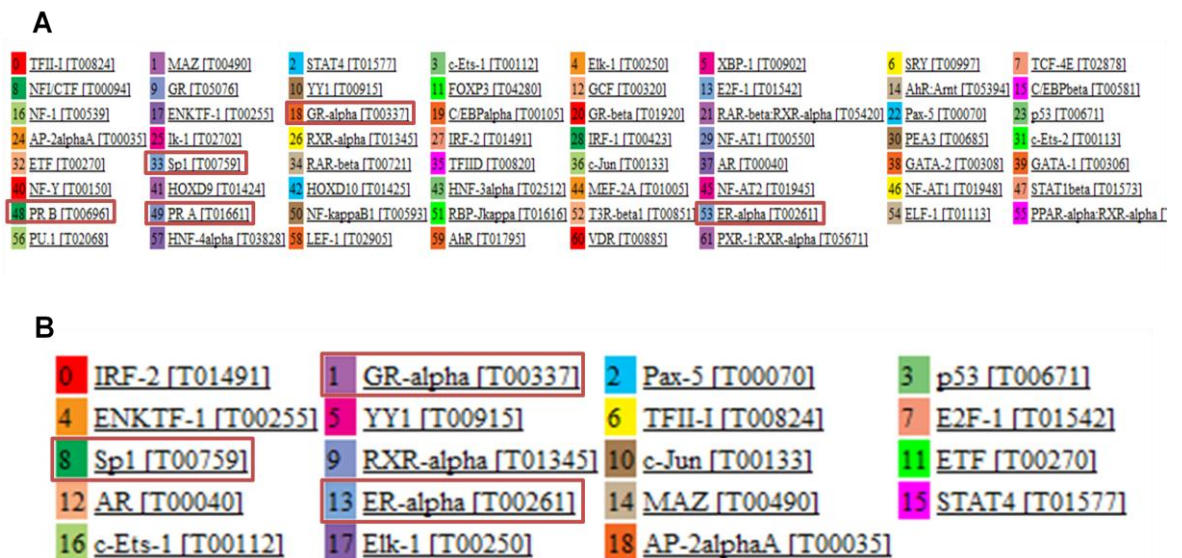 A
0 TFII-I [T00824] 1 MAZ [T00490] 2 STAT4 [T01577] 3 c-Ets-1 [T00112] 4 Elk-1 [T00250] 5 XBP-1 [T00902] 6 SRY [T00997] 7 TCF-4E [T02878]
8 NFI/CTF [T00094] 9 GR [T05076] 10 YY1 [T00915] 11 FOXP3 [T04280] 12 GCF [T00320] 13 E2F-1 [T01542] 14 AhR:Arnt [T05394] 15 C/EBPbeta [T00581]
16 NF-1 [T00539] 17 ENKTF-1 [T00255] 18 GR-alpha [T00337] 19 C/EBPalpha [T00105] 20 GR-beta [T01920] 21 RAR-beta:RXR-alpha [T05420] 22 Pax-5 [T00070] 23 p53 [T00671]
24 AP-2alphaA [T00035] 25 Ik-1 [T02702] 26 RXR-alpha [T01345] 27 IRF-2 [T01491] 28 IRF-1 [T00423] 29 NF-AT1 [T00550] 30 PEA3 [T00685] 31 c-Ets-2 [T00113]
32 ETF [T00270] 33 Sp1 [T00759] 34 RAR-beta [T00721] 35 TFIID [T00820] 36 c-Jun [T00133] 37 AR [T00040] 38 GATA-2 [T00308] 39 GATA-1 [T00306]
40 NF-Y [T00150] 41 HOXD9 [T01424] 42 HOXD10 [T01425] 43 HNF-3alpha [T02512] 44 MEF-2A [T01005] 45 NF-AT2 [T01945] 46 NF-AT1 [T01948] 47 STAT1beta [T01573]
48 PR B [T00696] 49 PR A [T01661] 50 NF-kappaB1 [T00593] 51 RBP-Jkappa [T01616] 52 T3R-beta1 [T00851] 53 ER-alpha [T00261] 54 ELF-1 [T01113] 55 PPAR-alpha:RXR-alpha [T
56 PU.1 [T02068] 57 HNF-4alpha [T03828] 58 LEF-1 [T02905] 59 AhR [T01795] 60 VDR [T00885] 61 PXR-1:RXR-alpha [T05671]
B
0 IRF-2 [T01491] 1 GR-alpha [T00337] 2 Pax-5 [T00070] 3 p53 [T00671]
4 ENKTF-1 [T00255] 5 YY1 [T00915] 6 TFII-I [T00824] 7 E2F-1 [T01542]
8 Sp1 [T00759] 9 RXR-alpha [T01345] 10 c-Jun [T00133] 11 ETF [T00270]
12 AR [T00040] 13 ER-alpha [T00261] 14 MAZ [T00490] 15 STAT4 [T01577]
16 c-Ets-1 [T00112] 17 Elk-1 [T00250] 18 AP-2alphaA [T00035]